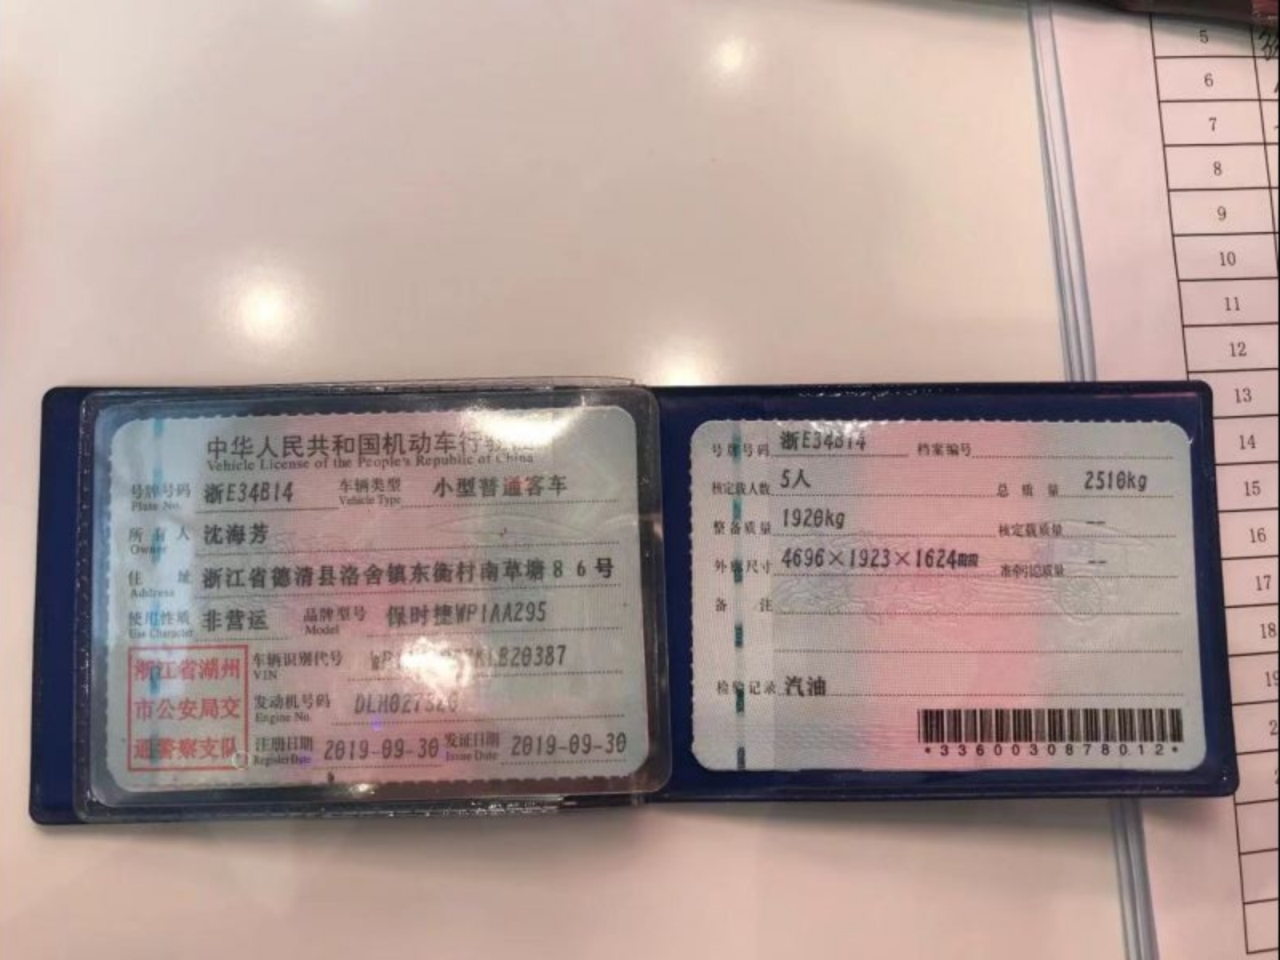 中华人民共和国机动车行
Vehicle License of the People's Republic of China
号牌号码 浙E34B14 车辆类型 小型普通客车
Plate No. Vehicle Type
所有人 沈海芳
Owner
住址 浙江省德清县洛舍镇东衡村南草塘86号
Address
使用性质 非营运 品牌型号 保时捷WP1AA295
Use Character Model
浙江省湖州
市公安局交
通警察支队
车辆识别代号 LB20387
VIN
发动机号码
Engine No.
注册日期 2019-09-30 发证日期 2019-09-30
Register Date Issue Date
号牌号码 浙E34B14 档案编号
核定载人数 5人 总质量 2510kg
整备质量 1920kg 核定载质量 --
外廓尺寸 4696×1923×1624mm 准牵引总质量 --
备注
检验记录 汽油
*3360030878012*
5
6
7
8
9
10
11
12
13
14
15
16
17
18